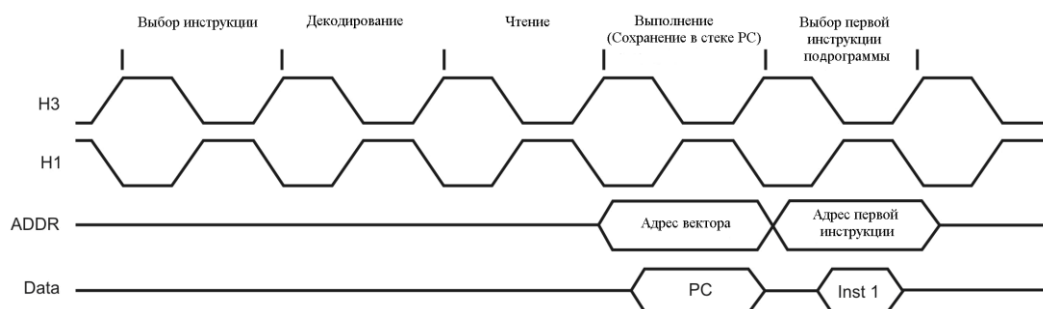 Выбор инструкции
Декодирование
Чтение
Выполнение
(Сохранение в стеке PC)
Выбор первой
инструкции
подрограммы
H3
H1
ADDR
Адрес вектора
Адрес первой
инструкции
Data
PC
Inst 1